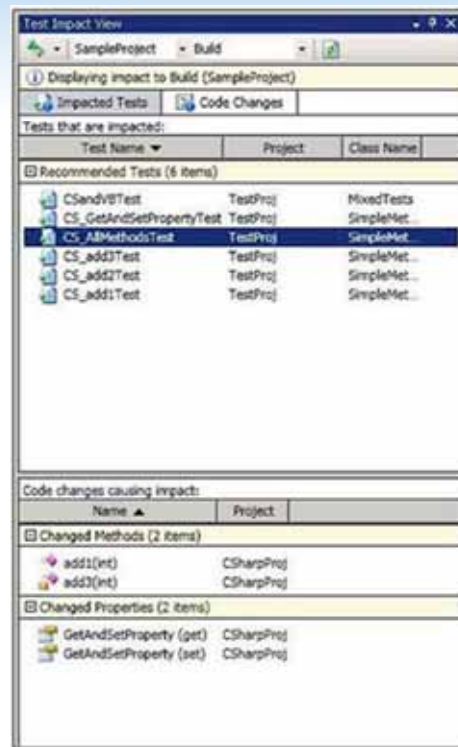 Test Impact View
SampleProject Build
Displaying impact to Build (SampleProject)
Impacted Tests Code Changes
Tests that are impacted:
Test Name Project Class Name
Recommended Tests (6 items)
CSandVBTest TestProj MixedTests
CS_GetAndSetPropertyTest TestProj SimpleMet...
CS_AllMethodsTest TestProj SimpleMet...
CS_add3Test TestProj SimpleMet...
CS_add2Test TestProj SimpleMet...
CS_add1Test TestProj SimpleMet...
Code changes causing impact:
Name Project
Changed Methods (2 items)
add1(int) CSharpProj
add3(int) CSharpProj
Changed Properties (2 items)
GetAndSetProperty (get) CSharpProj
GetAndSetProperty (set) CSharpProj